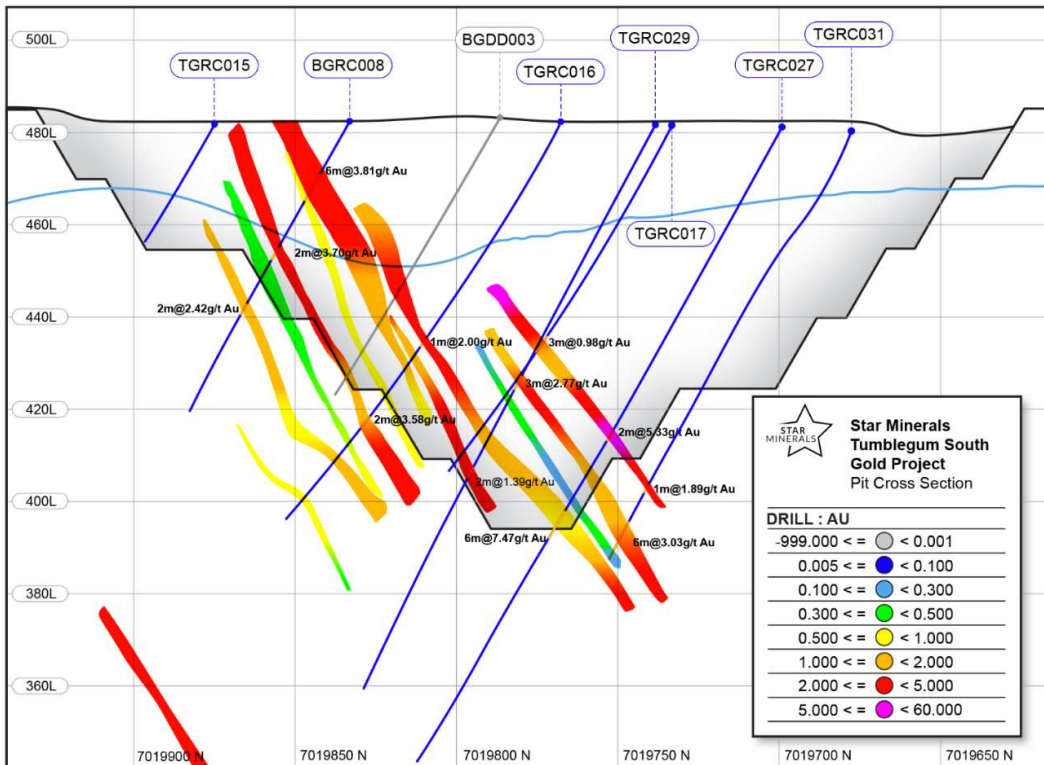 500L
480L
460L
440L
420L
400L
380L
360L
TGRC015
BGRC008
BGDD003
TGRC016
TGRC029
TGRC027
TGRC031
TGRC017
6m@3.81g/t Au
2m@3.70g/t Au
2m@2.42g/t Au
1m@2.00g/t Au
3m@0.98g/t Au
3m@2.77g/t Au
2m@3.58g/t Au
2m@5.33g/t Au
2m@1.39g/t Au
1m@1.89g/t Au
6m@7.47g/t Au
6m@3.03g/t Au
STAR
MINERALS
Star Minerals
Tumblegum South
Gold Project
Pit Cross Section
DRILL : AU
-999.000 < = < 0.001
0.005 < = < 0.100
0.100 < = < 0.300
0.300 < = < 0.500
0.500 < = < 1.000
1.000 < = < 2.000
2.000 < = < 5.000
5.000 < = < 60.000
7019900 N
7019850 N
7019800 N
7019750 N
7019700 N
7019650 N